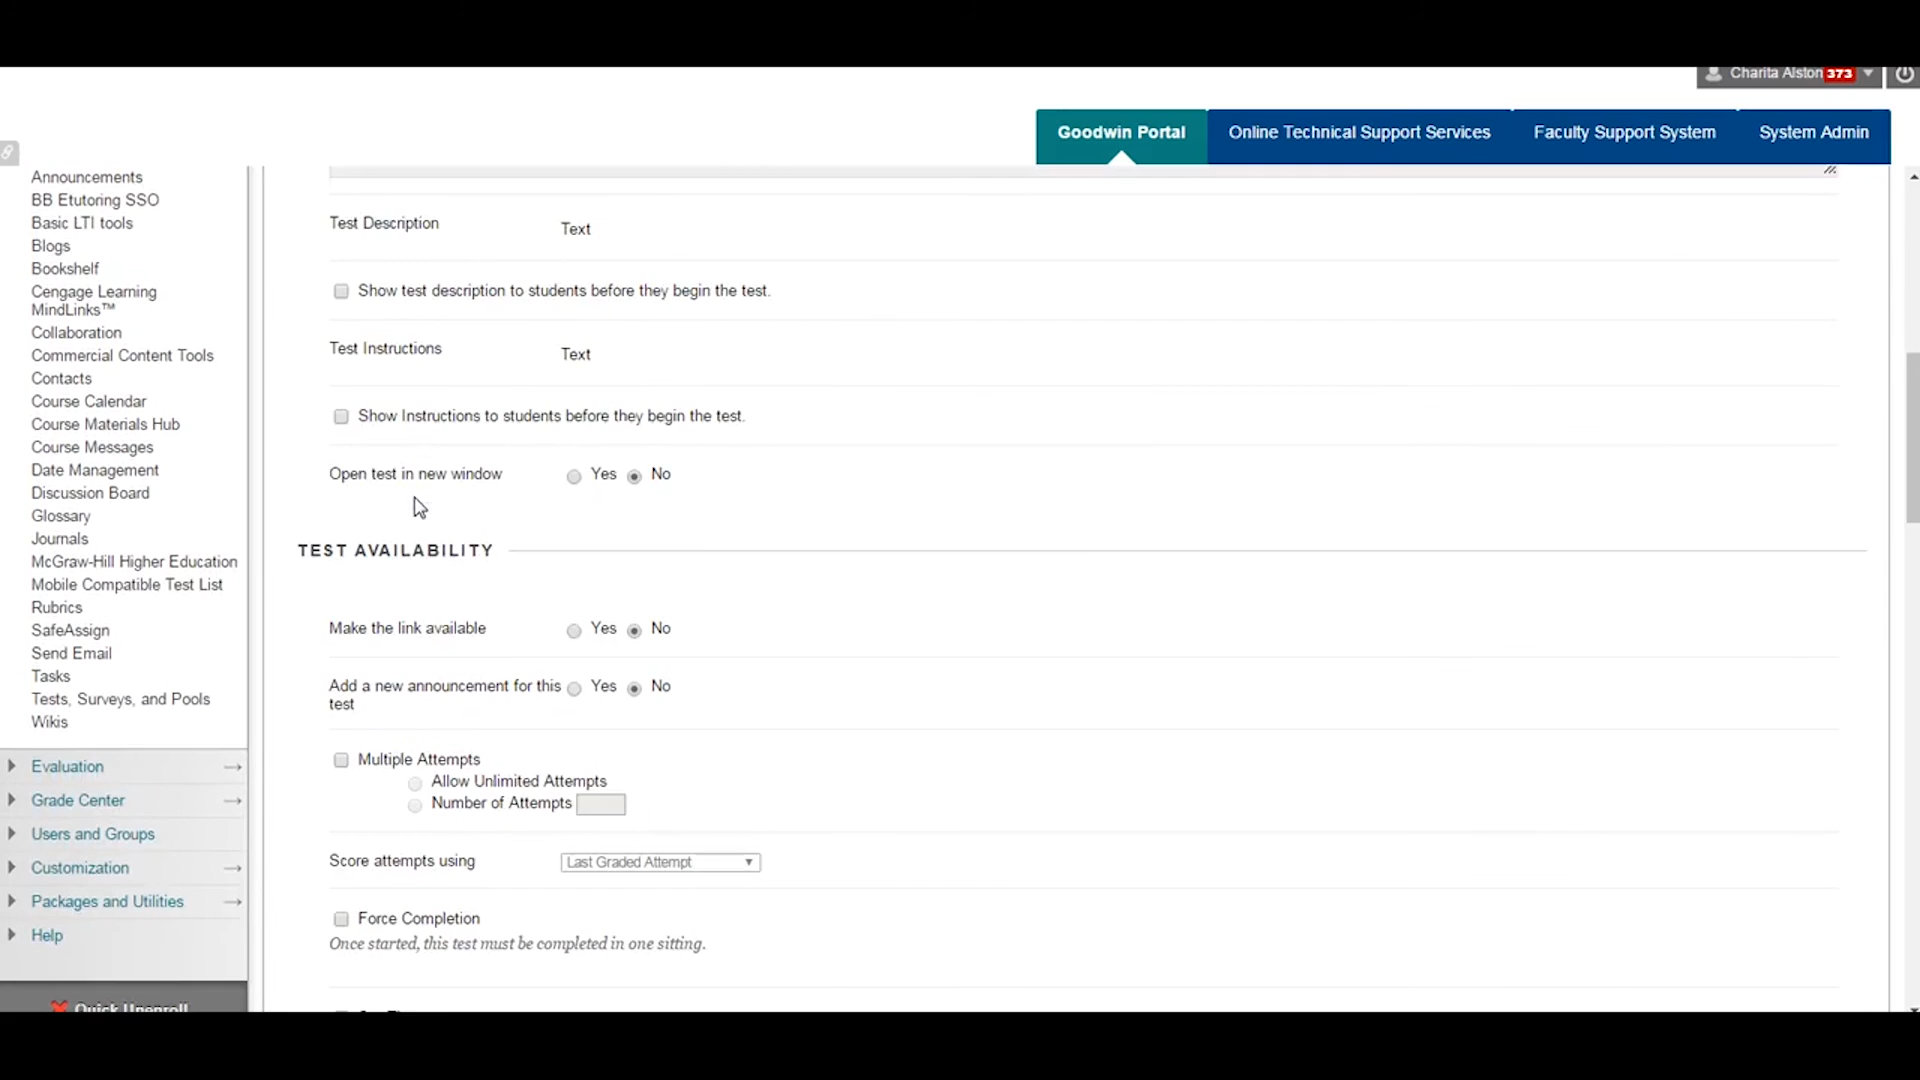 Charita Alston 373
Goodwin Portal
Online Technical Support Services
Faculty Support System
System Admin
Announcements
BB Etutoring SSO
Basic LTI tools
Blogs
Bookshelf
Cengage Learning
MindLinks™
Collaboration
Commercial Content Tools
Contacts
Course Calendar
Course Materials Hub
Course Messages
Date Management
Discussion Board
Glossary
Journals
McGraw-Hill Higher Education
Mobile Compatible Test List
Rubrics
SafeAssign
Send Email
Tasks
Tests, Surveys, and Pools
Wikis
Evaluation
Grade Center
Users and Groups
Customization
Packages and Utilities
Help
Quick Unenroll
Test Description Text
Show test description to students before they begin the test.
Test Instructions Text
Show Instructions to students before they begin the test.
Open test in new window Yes No
TEST AVAILABILITY
Make the link available Yes No
Add a new announcement for this Yes No
test
Multiple Attempts
Allow Unlimited Attempts
Number of Attempts
Score attempts using Last Graded Attempt
Force Completion
Once started, this test must be completed in one sitting.